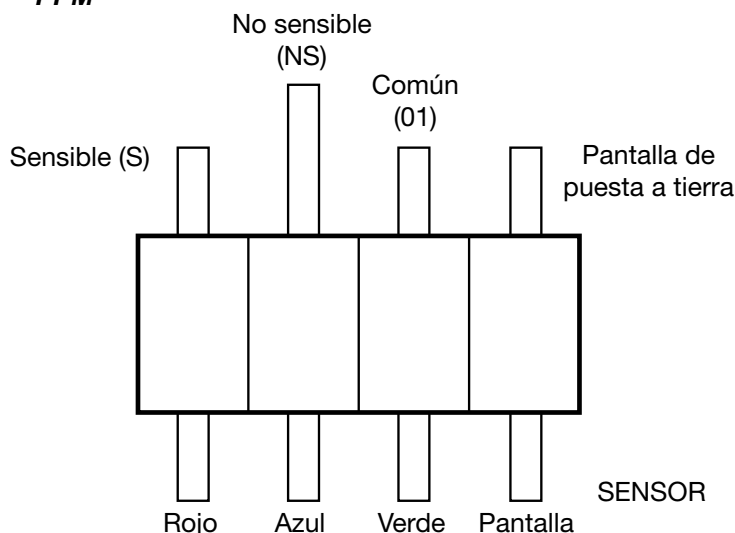 No sensible
(NS)
Común
(01)
Sensible (S)
Pantalla de
puesta a tierra
SENSOR
Rojo
Azul
Verde
Pantalla